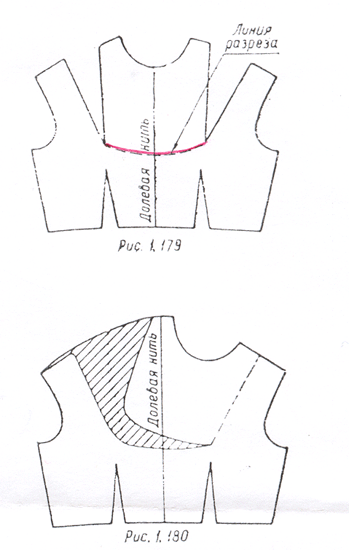 Линия
разреза
Долевая нить
Рис. 1.179
Долевая нить
Рис. 1.180